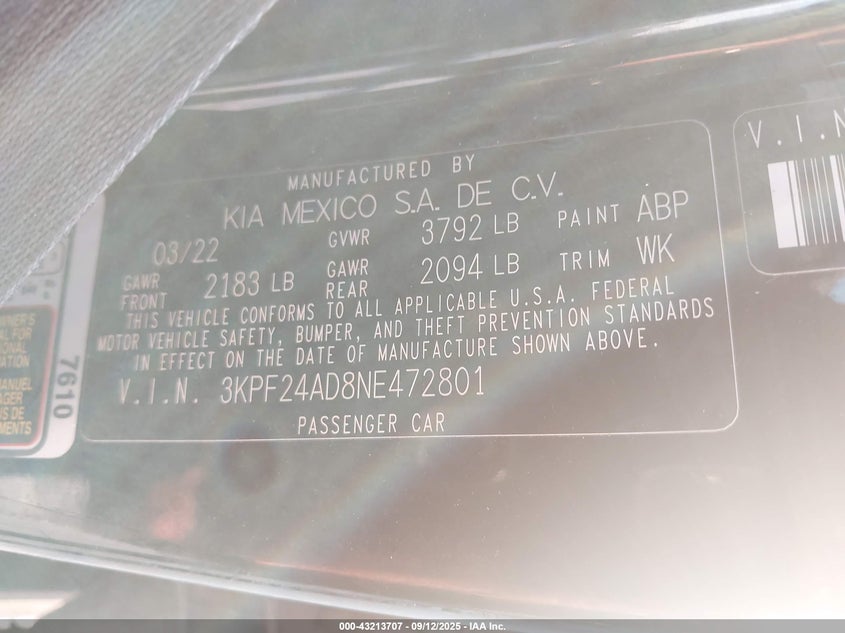 MANUFACTURED BY
KIA MEXICO S.A. DE C.V.
03/22 GVWR 3792 LB PAINT ABP
GAWR FRONT 2183 LB GAWR REAR 2094 LB TRIM WK
THIS VEHICLE CONFORMS TO ALL APPLICABLE U.S.A. FEDERAL
MOTOR VEHICLE SAFETY, BUMPER, AND THEFT PREVENTION STANDARDS
IN EFFECT ON THE DATE OF MANUFACTURE SHOWN ABOVE.
V.I.N. 3KPF24AD8NE472801
PASSENGER CAR
V.I.N
7610
000-43213707 - 09/12/2025 - IAA Inc.